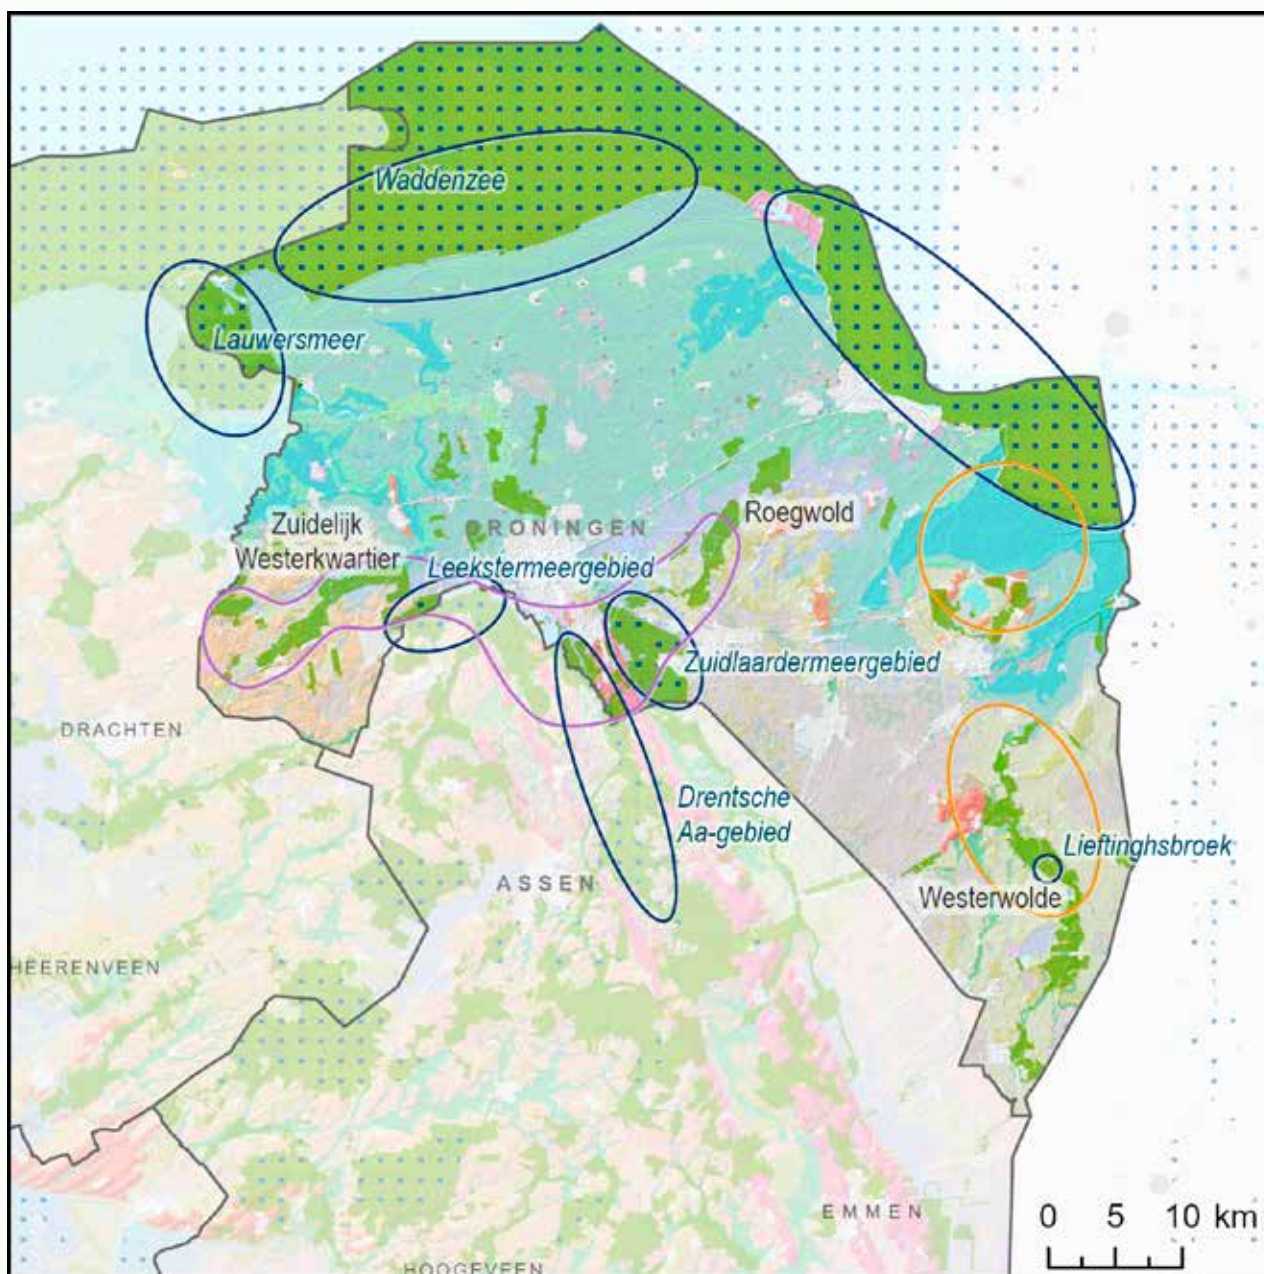 Waddenzee
Lauwersmeer
Zuidelijk
Westerkwartier
RONINGEN
Roegwold
Leekstermeergebied
Zuidlaardermeergebied
DRACHTEN
Drentsche
Aa-gebied
Lieftinghsbroek
ASSEN
Westerwolde
HEERENVEEN
EMMEN
0 5 10 km
HOOGEVEEN